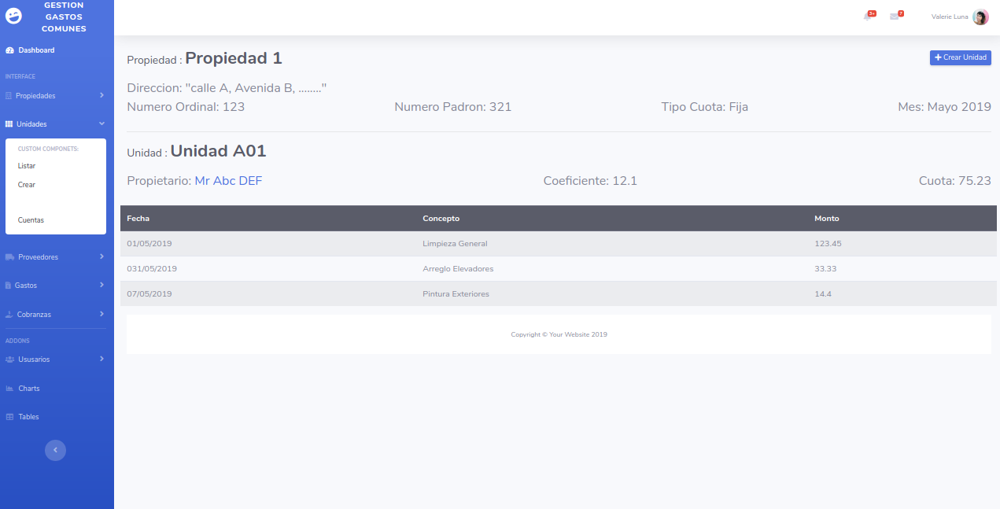 GESTION
GASTOS
COMUNES
3+
7
Valerie Luna
Dashboard
INTERFACE
Propiedades
Unidades
CUSTOM COMPONETS:
Listar
Crear
Cuentas
Proveedores
Gastos
Cobranzas
ADDONS
Ususarios
Charts
Tables
Propiedad : Propiedad 1
Crear Unidad
Direccion: "calle A, Avenida B, ........"
Numero Ordinal: 123 Numero Padron: 321 Tipo Cuota: Fija Mes: Mayo 2019
Unidad : Unidad A01
Propietario: Mr Abc DEF Coeficiente: 12.1 Cuota: 75.23
Fecha Concepto Monto
01/05/2019 Limpieza General 123.45
031/05/2019 Arreglo Elevadores 33.33
07/05/2019 Pintura Exteriores 14.4
Copyright © Your Website 2019